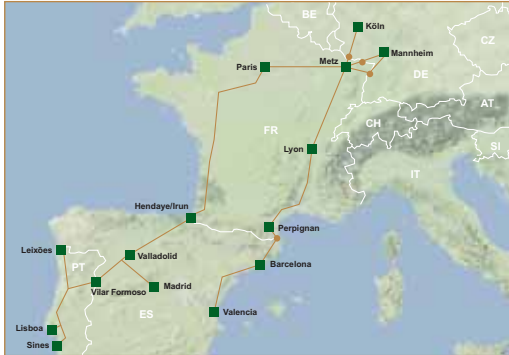 BE
Köln
CZ
Mannheim
Paris
Metz
DE
AT
CH
FR
Lyon
SI
IT
Hendaye/Irun
Perpignan
Leixões
Valladolid
PT
Barcelona
Vilar Formoso
Madrid
Valencia
ES
Lisboa
Sines